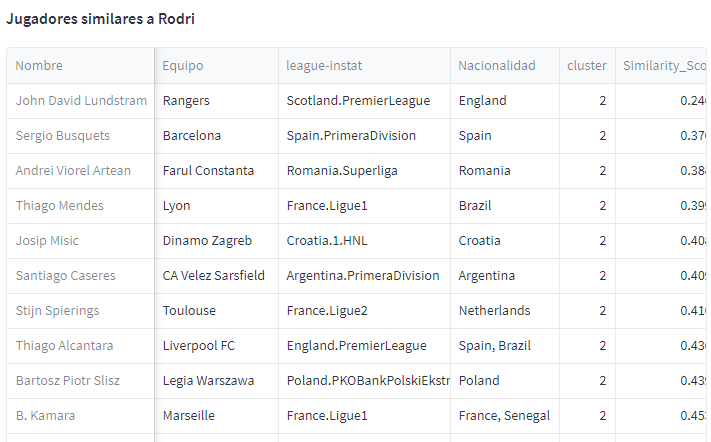 Jugadores similares a Rodri
Nombre Equipo league-instat Nacionalidad cluster Similarity_Sco
John David Lundstram Rangers Scotland.PremierLeague England 2 0.24
Sergio Busquets Barcelona Spain.PrimeraDivision Spain 2 0.37
Andrei Viorel Artean Farul Constanta Romania.Superliga Romania 2 0.38
Thiago Mendes Lyon France.Ligue1 Brazil 2 0.39
Josip Misic Dinamo Zagreb Croatia.1.HNL Croatia 2 0.40
Santiago Caseres CA Velez Sarsfield Argentina.PrimeraDivision Argentina 2 0.40
Stijn Spierings Toulouse France.Ligue2 Netherlands 2 0.41
Thiago Alcantara Liverpool FC England.PremierLeague Spain, Brazil 2 0.43
Bartosz Piotr Slisz Legia Warszawa Poland.PKOBankPolskiEkstr Poland 2 0.43
B. Kamara Marseille France.Ligue1 France, Senegal 2 0.45